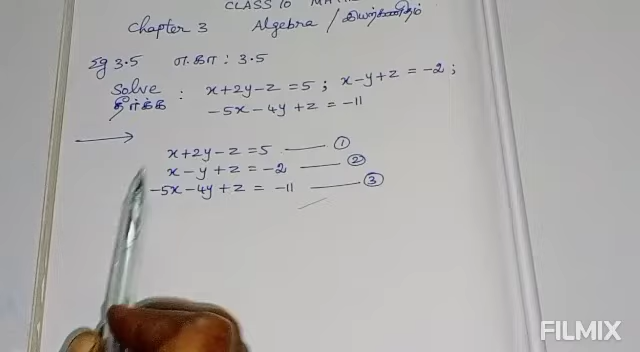 CLASS 10 MATHS
Chapter 3 Algebra / இயற்கணிதம்
Eg 3.5 எ.கா : 3.5
Solve : x+2y-z = 5 ; x-y+z = -2 ;
தீர்க்க -5x-4y+z = -11
x+2y-z = 5 ①
x-y+z = -2 ②
-5x-4y+z = -11 ③
FILMIX